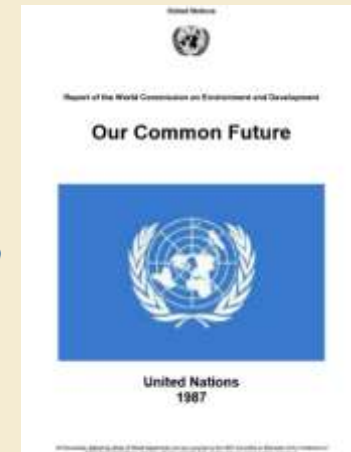 United Nations
Report of the World Commission on Environment and Development
Our Common Future
United Nations
1987